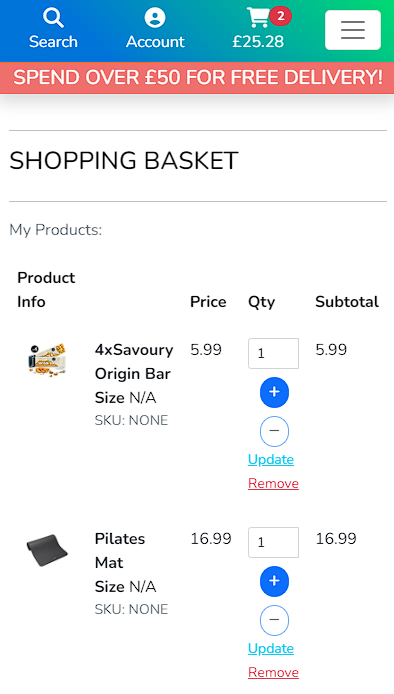 2
Search Account £25.28
SPEND OVER £50 FOR FREE DELIVERY!
SHOPPING BASKET
My Products:
Product
Info Price Qty Subtotal
4xSavoury 5.99 1 5.99
Origin Bar
Size N/A
SKU: NONE
+
−
Update
Remove
Pilates 16.99 1 16.99
Mat
Size N/A
SKU: NONE
+
−
Update
Remove